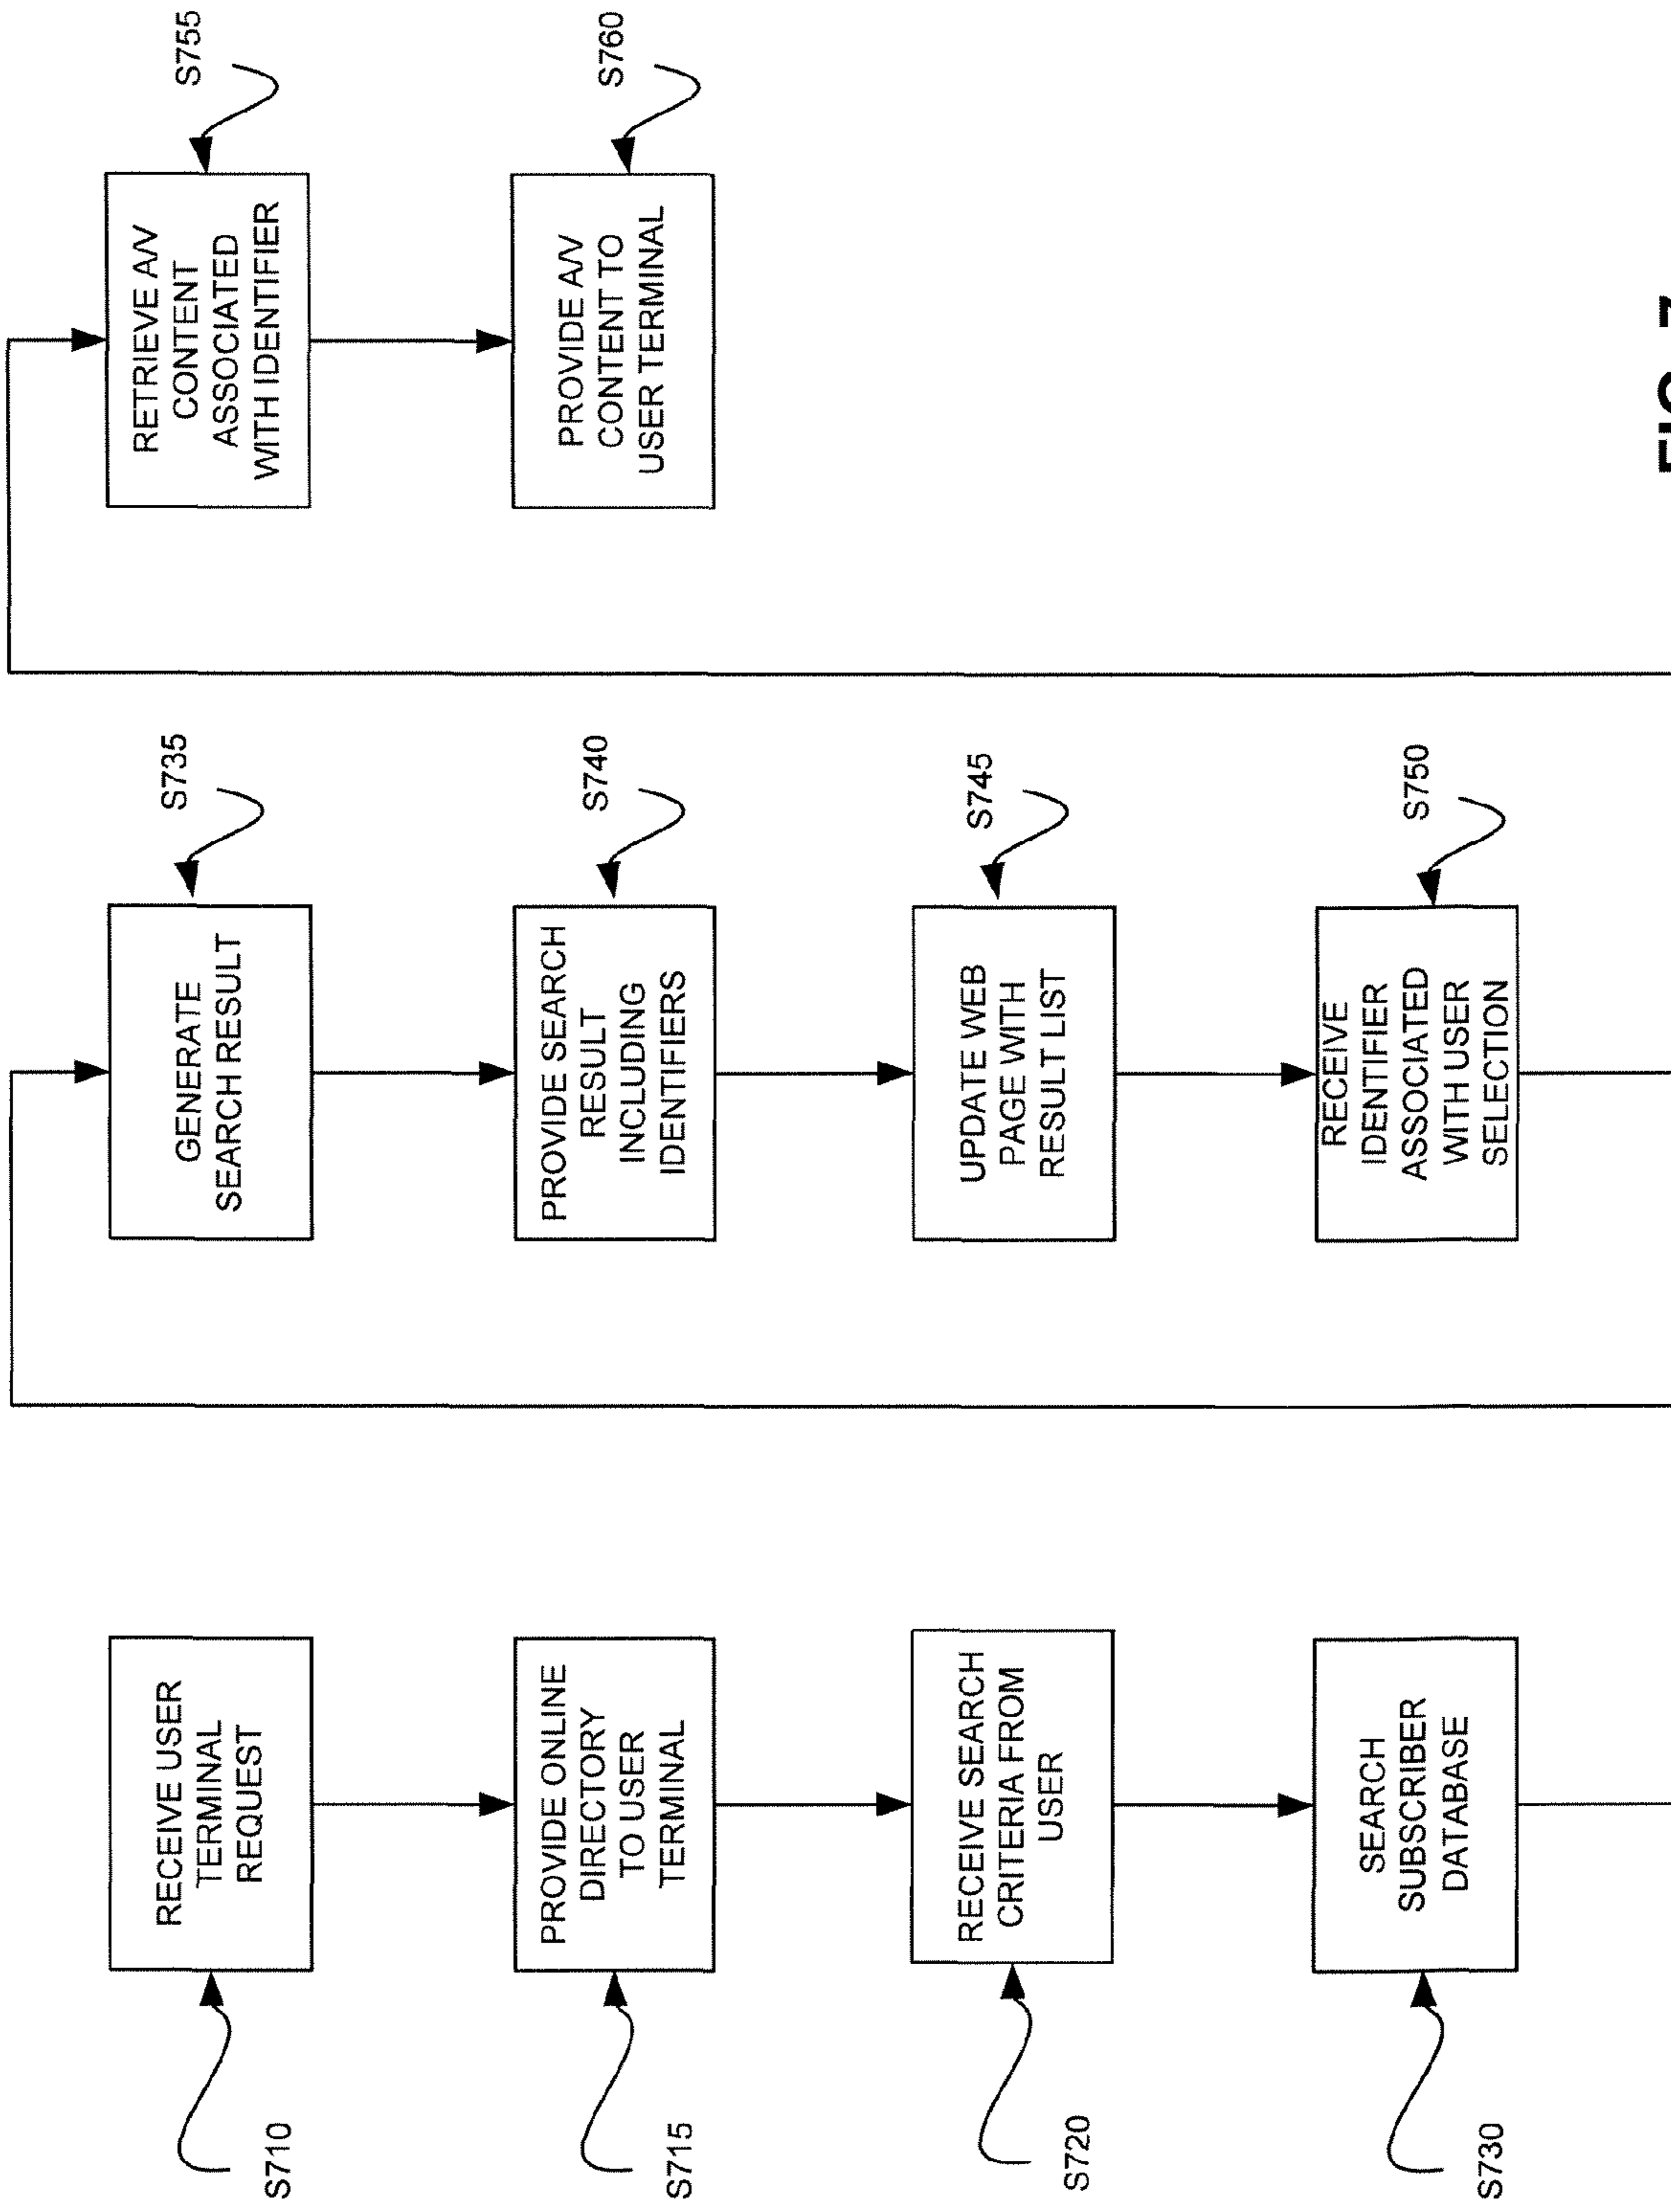 S710
RECEIVE USER
TERMINAL
REQUEST
S715
PROVIDE ONLINE
DIRECTORY
TO USER
TERMINAL
S720
RECEIVE SEARCH
CRITERIA FROM
USER
S730
SEARCH
SUBSCRIBER
DATABASE
S735
GENERATE
SEARCH RESULT
S740
PROVIDE SEARCH
RESULT
INCLUDING
IDENTIFIERS
S745
UPDATE WEB
PAGE WITH
RESULT LIST
S750
RECEIVE
IDENTIFIER
ASSOCIATED
WITH USER
SELECTION
S755
RETRIEVE A/V
CONTENT
ASSOCIATED
WITH IDENTIFIER
S760
PROVIDE A/V
CONTENT TO
USER TERMINAL